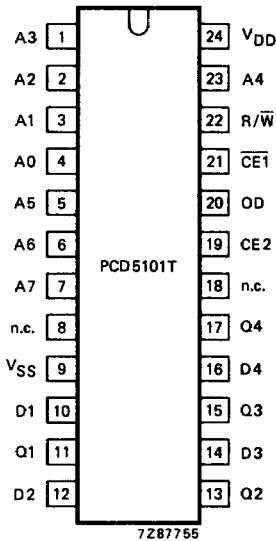 A3 1 24 VDD
A2 2 23 A4
A1 3 22 R/W̅
A0 4 21 C̅E̅1̅
A5 5 20 OD
A6 6 19 CE2
PCD5101T
A7 7 18 n.c.
n.c. 8 17 Q4
VSS 9 16 D4
D1 10 15 Q3
Q1 11 14 D3
D2 12 13 Q2
7Z87755